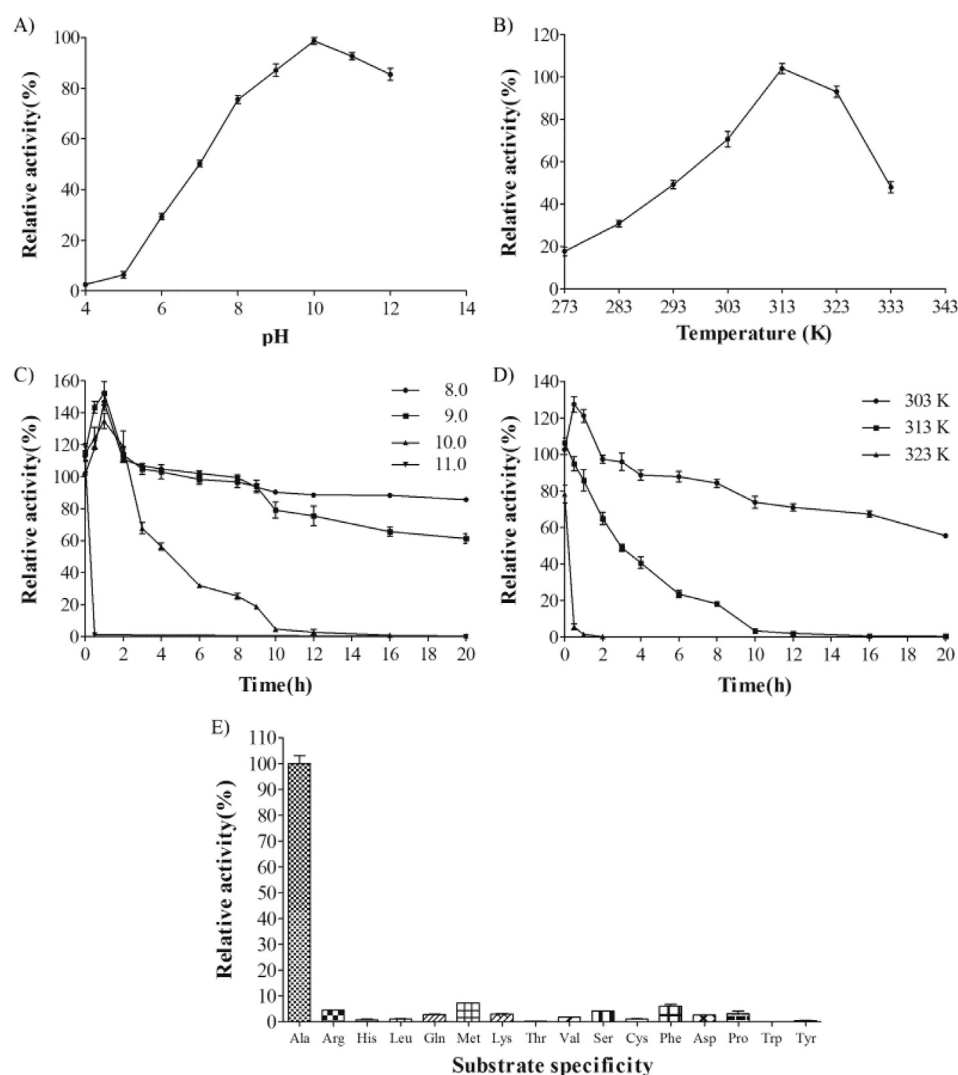 A)
Relative activity(%)
100
80
60
40
20
0
4 6 8 10 12 14
pH
B)
Relative activity(%)
120
100
80
60
40
20
0
273 283 293 303 313 323 333 343
Temperature (K)
C)
Relative activity(%)
160
140
120
100
80
60
40
20
0
0 2 4 6 8 10 12 14 16 18 20
Time(h)
8.0
9.0
10.0
11.0
D)
Relative activity(%)
140
120
100
80
60
40
20
0
0 2 4 6 8 10 12 14 16 18 20
Time(h)
303 K
313 K
323 K
E)
Relative activity(%)
110
100
90
80
70
60
50
40
30
20
10
0
Ala Arg His Leu Gln Met Lys Thr Val Ser Cys Phe Asp Pro Trp Tyr
Substrate specificity